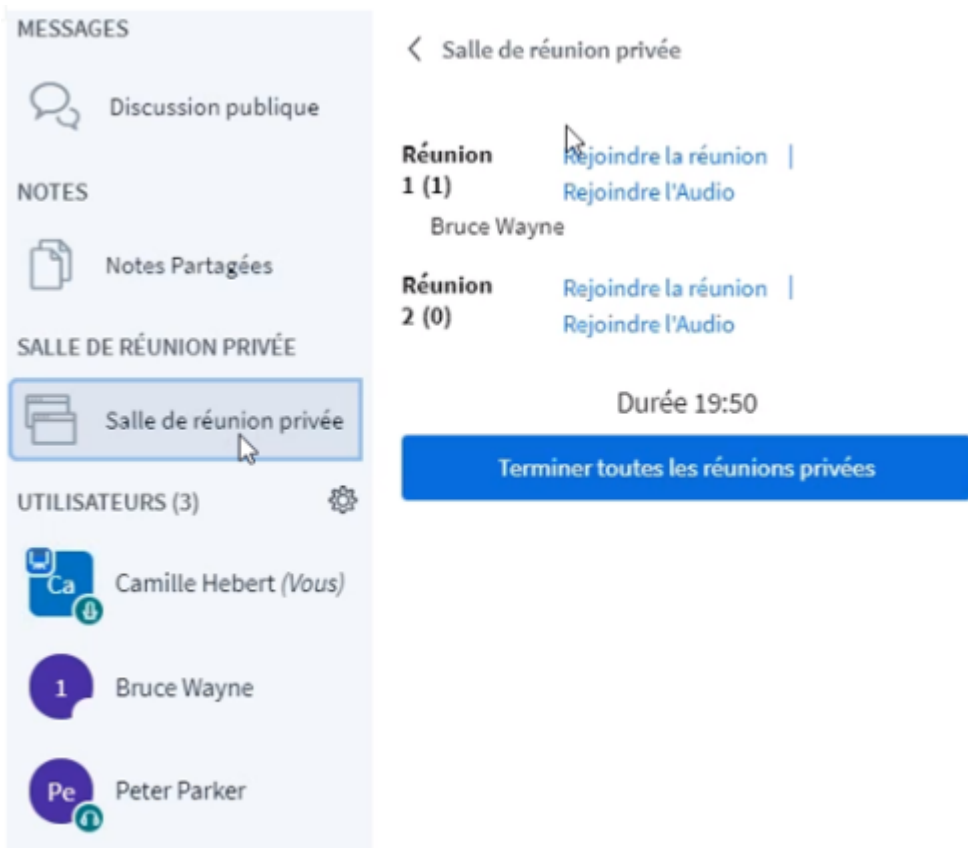 MESSAGES
Discussion publique
NOTES
Notes Partagées
SALLE DE RÉUNION PRIVÉE
Salle de réunion privée
UTILISATEURS (3)
Ca
Camille Hebert (Vous)
1
Bruce Wayne
Pe
Peter Parker
Salle de réunion privée
Réunion
1 (1)
Rejoindre la réunion |
Rejoindre l'Audio
Bruce Wayne
Réunion
2 (0)
Rejoindre la réunion |
Rejoindre l'Audio
Durée 19:50
Terminer toutes les réunions privées